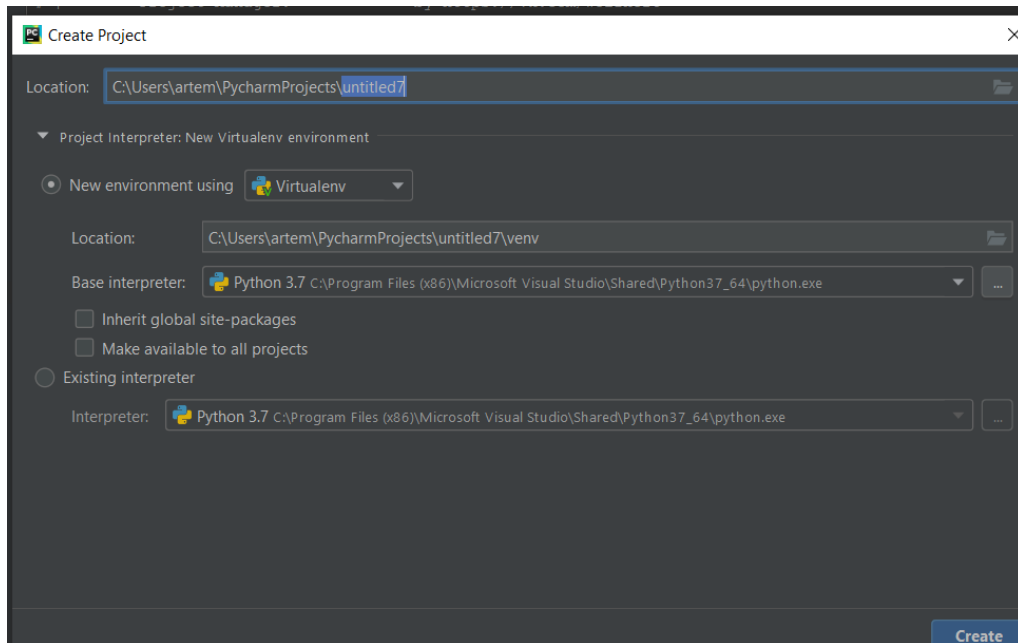 PC Create Project
Location: C:\Users\artem\PycharmProjects\untitled7
Project Interpreter: New Virtualenv environment
New environment using Virtualenv
Location: C:\Users\artem\PycharmProjects\untitled7\venv
Base interpreter: Python 3.7 C:\Program Files (x86)\Microsoft Visual Studio\Shared\Python37_64\python.exe ...
Inherit global site-packages
Make available to all projects
Existing interpreter
Interpreter: Python 3.7 C:\Program Files (x86)\Microsoft Visual Studio\Shared\Python37_64\python.exe ...
Create